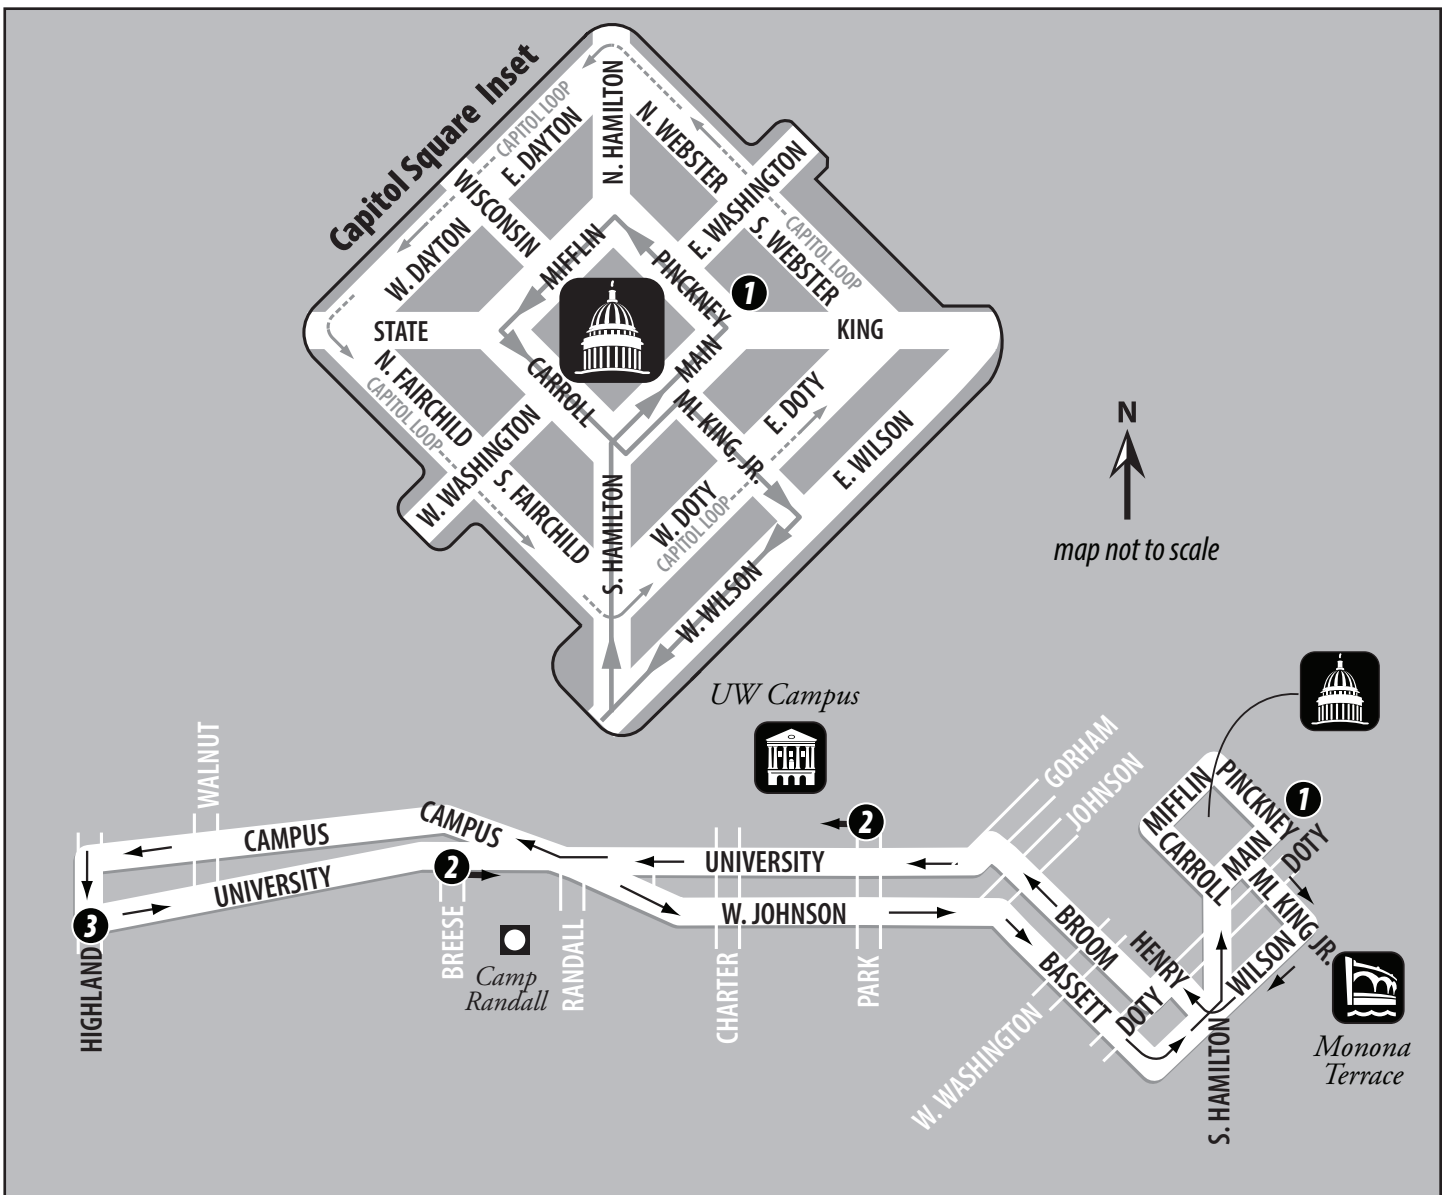 Capitol Square Inset
CAPITOL LOOP
E. DAYTON
N. HAMILTON
N. WEBSTER
E. WASHINGTON
WISCONSIN
W. DAYTON
MIFFLIN
PINCKNEY
S. WEBSTER
CAPITOL LOOP
1
STATE
KING
N. FAIRCHILD
CAPITOL LOOP
CARROLL
MAIN
ML KING, JR.
E. DOTY
W. WASHINGTON
S. FAIRCHILD
S. HAMILTON
W. DOTY
CAPITOL LOOP
E. WILSON
W. WILSON
N
map not to scale
UW Campus
WALNUT
CAMPUS
CAMPUS
UNIVERSITY
2
BREESE
3
HIGHLAND
Camp
Randall
RANDALL
UNIVERSITY
2
W. JOHNSON
CHARTER
PARK
GORHAM
JOHNSON
BROOM
BASSETT
W. WASHINGTON
HENRY
DOTY
MIFFLIN
PINCKNEY
1
CARROLL
MAIN
DOTY
ML KING JR.
WILSON
S. HAMILTON
Monona
Terrace